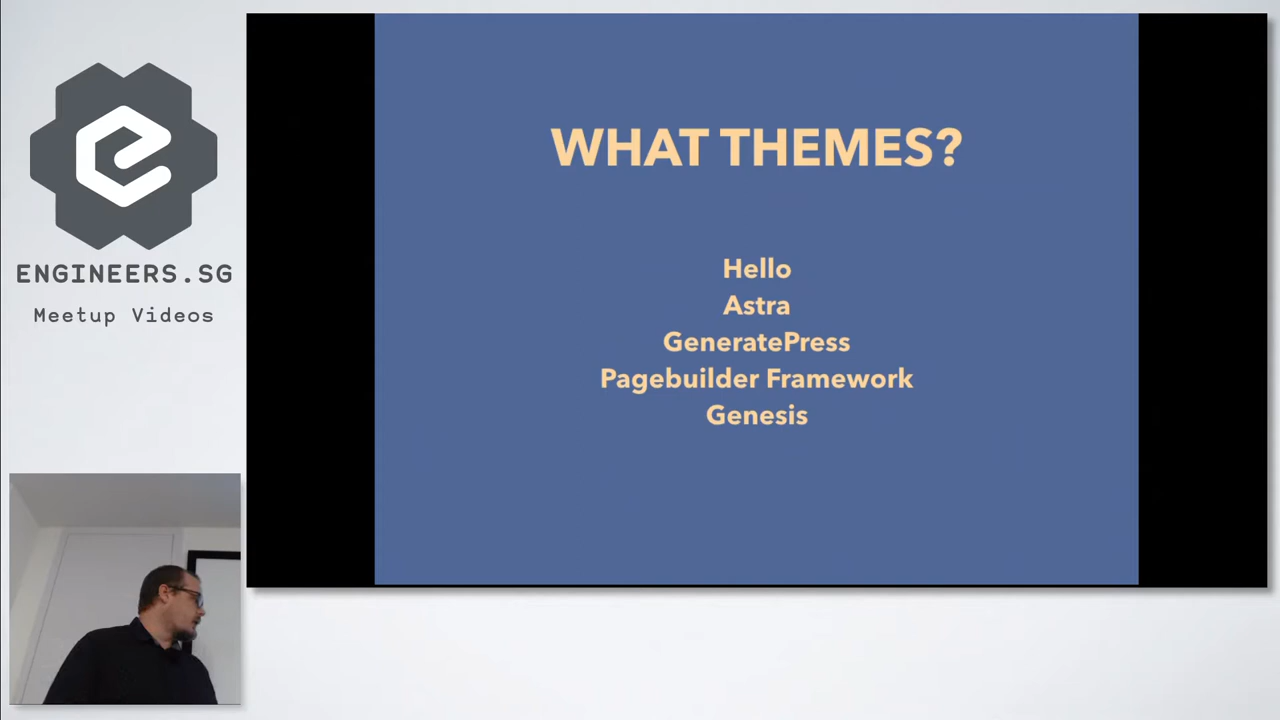 ENGINEERS.SG
Meetup Videos
WHAT THEMES?
Hello
Astra
GeneratePress
Pagebuilder Framework
Genesis